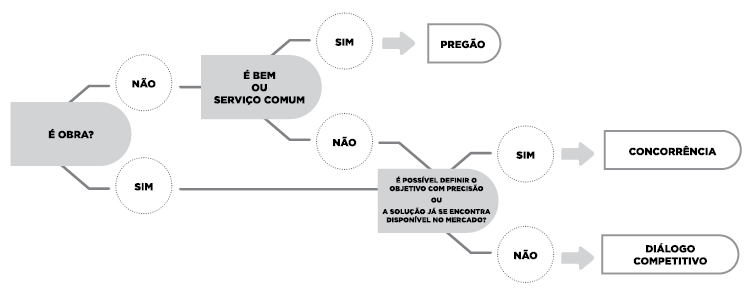 É OBRA?
NÃO
SIM
É BEM
OU
SERVIÇO COMUM
SIM
PREGÃO
NÃO
É POSSÍVEL DEFINIR O
OBJETIVO COM PRECISÃO
OU
A SOLUÇÃO JÁ SE ENCONTRA
DISPONÍVEL NO MERCADO?
SIM
CONCORRÊNCIA
NÃO
DIÁLOGO
COMPETITIVO